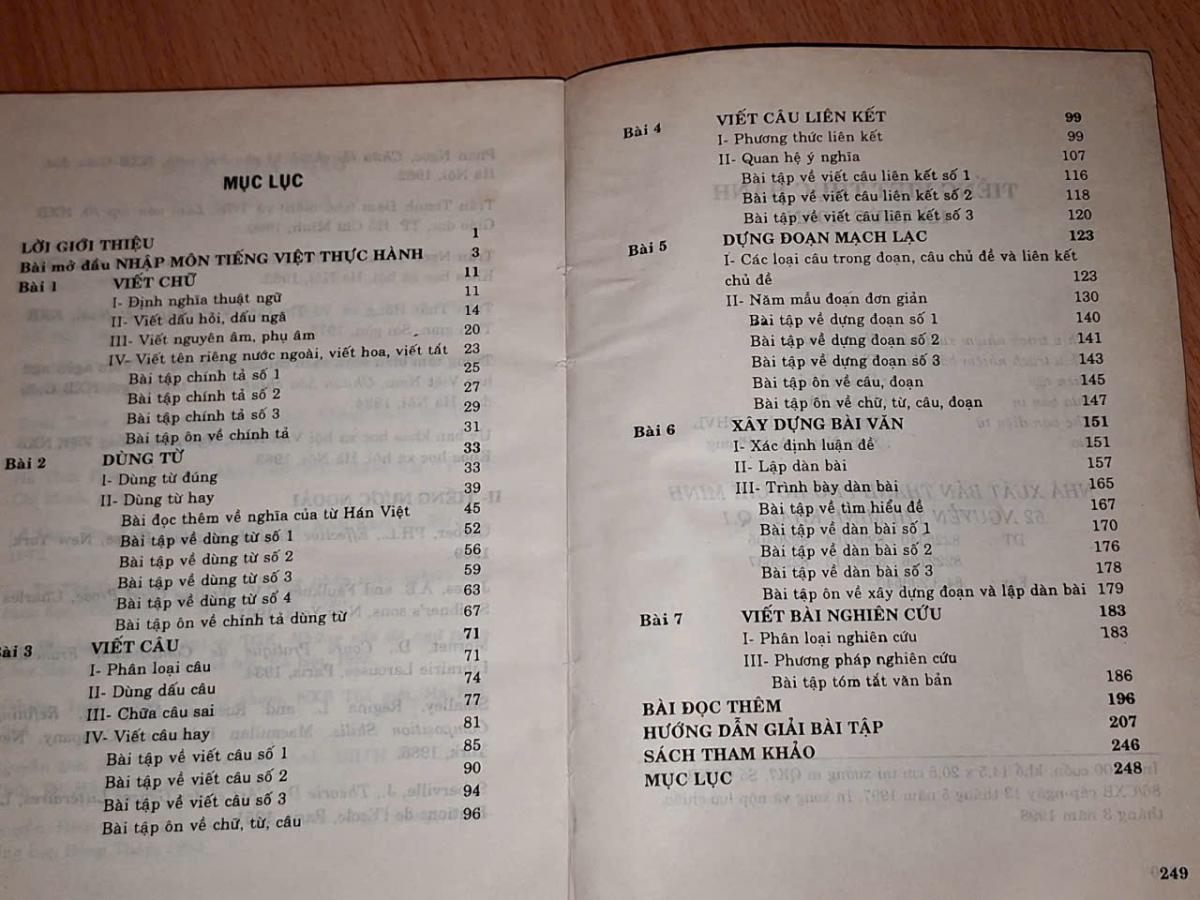 MỤC LỤC
LỜI GIỚI THIỆU 1
Bài mở đầu NHẬP MÔN TIẾNG VIỆT THỰC HÀNH 3
Bài 1 VIẾT CHỮ 11
I- Định nghĩa thuật ngữ 11
II- Viết dấu hỏi, dấu ngã 14
III- Viết nguyên âm, phụ âm 20
IV- Viết tên riêng nước ngoài, viết hoa, viết tắt 23
Bài tập chính tả số 1 25
Bài tập chính tả số 2 27
Bài tập chính tả số 3 29
Bài tập ôn về chính tả 31
Bài 2 DÙNG TỪ 33
I- Dùng từ đúng 33
II- Dùng từ hay 39
Bài đọc thêm về nghĩa của từ Hán Việt 45
Bài tập về dùng từ số 1 52
Bài tập về dùng từ số 2 56
Bài tập về dùng từ số 3 59
Bài tập về dùng từ số 4 63
Bài tập ôn về chính tả dùng từ 67
ài 3 VIẾT CÂU 71
I- Phân loại câu 71
II- Dùng dấu câu 74
III- Chữa câu sai 77
IV- Viết câu hay 81
Bài tập về viết câu số 1 85
Bài tập về viết câu số 2 90
Bài tập về viết câu số 3 94
Bài tập ôn về chữ, từ, câu 96
Bài 4 VIẾT CÂU LIÊN KẾT 99
I- Phương thức liên kết 99
II- Quan hệ ý nghĩa 107
Bài tập về viết câu liên kết số 1 116
Bài tập về viết câu liên kết số 2 118
Bài tập về viết câu liên kết số 3 120
Bài 5 DỰNG ĐOẠN MẠCH LẠC 123
I- Các loại câu trong đoạn, câu chủ đề và liên kết
chủ đề 123
II- Năm mẫu đoạn đơn giản 130
Bài tập về dựng đoạn số 1 140
Bài tập về dựng đoạn số 2 141
Bài tập về dựng đoạn số 3 143
Bài tập ôn về câu, đoạn 145
Bài tập ôn về chữ, từ, câu, đoạn 147
Bài 6 XÂY DỰNG BÀI VĂN 151
I- Xác định luận đề 151
II- Lập dàn bài 157
III- Trình bày dàn bài 165
Bài tập về tìm hiểu đề 167
Bài tập về dàn bài số 1 170
Bài tập về dàn bài số 2 176
Bài tập về dàn bài số 3 178
Bài tập ôn về xây dựng đoạn và lập dàn bài 179
Bài 7 VIẾT BÀI NGHIÊN CỨU 183
I- Phân loại nghiên cứu 183
III- Phương pháp nghiên cứu
Bài tập tóm tắt văn bản 186
BÀI ĐỌC THÊM 196
HƯỚNG DẪN GIẢI BÀI TẬP 207
SÁCH THAM KHẢO 246
MỤC LỤC 248
249